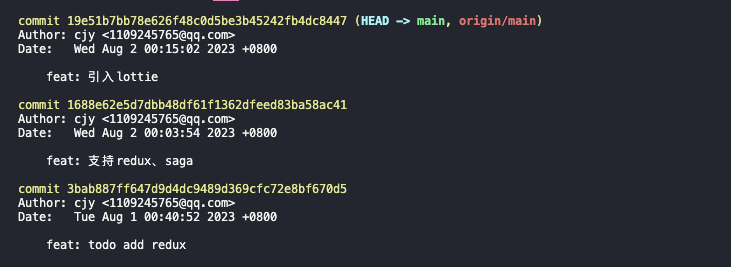 commit 19e51b7bb78e626f48c0d5be3b45242fb4dc8447 (HEAD -> main, origin/main)
Author: cjy <1109245765@qq.com>
Date:   Wed Aug 2 00:15:02 2023 +0800
feat: 引入lottie
commit 1688e62e5d7dbb48df61f1362dfeed83ba58ac41
Author: cjy <1109245765@qq.com>
Date:   Wed Aug 2 00:03:54 2023 +0800
feat: 支持redux、saga
commit 3bab887ff647d9d4dc9489d369cfc72e8bf670d5
Author: cjy <1109245765@qq.com>
Date:   Tue Aug 1 00:40:52 2023 +0800
feat: todo add redux